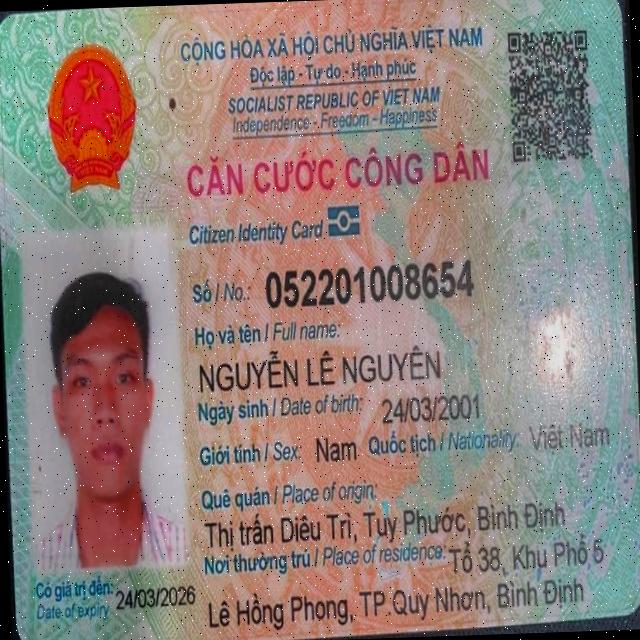 CỘNG HÒA XÃ HỘI CHỦ NGHĨA VIỆT NAM
Độc lập - Tự do - Hạnh phúc
SOCIALIST REPUBLIC OF VIET NAM
Independence - Freedom - Happiness
CĂN CƯỚC CÔNG DÂN
Citizen Identity Card
Số / No.: 052201008654
Họ và tên / Full name:
NGUYỄN LÊ NGUYÊN
Ngày sinh / Date of birth: 24/03/2001
Giới tính / Sex: Nam Quốc tịch / Nationality: Việt Nam
Quê quán / Place of origin:
Thị trấn Diêu Trì, Tuy Phước, Bình Định
Nơi thường trú / Place of residence: Tổ 38, Khu Phố 5
Lê Hồng Phong, TP Quy Nhơn, Bình Định
Có giá trị đến: 24/03/2026
Date of expiry